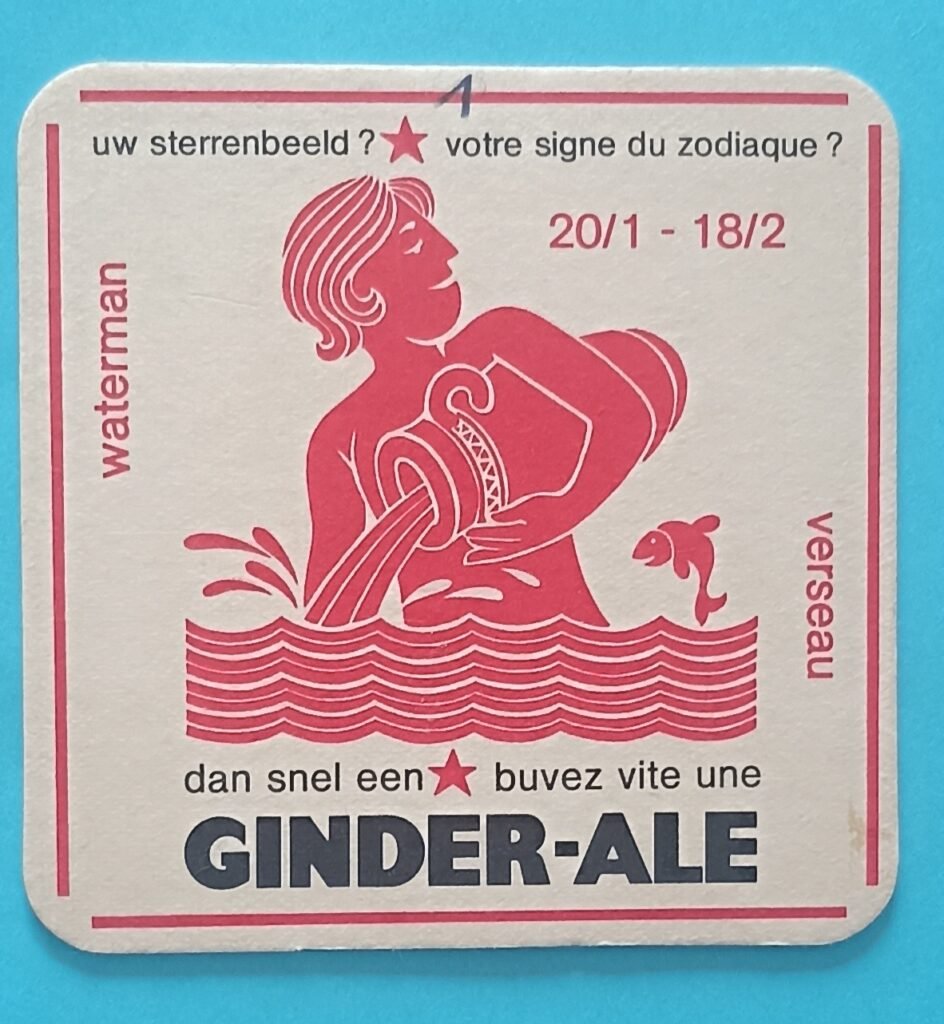 1
uw sterrenbeeld ? ★ votre signe du zodiaque ?
20/1 - 18/2
waterman
verseau
dan snel een ★ buvez vite une
GINDER-ALE